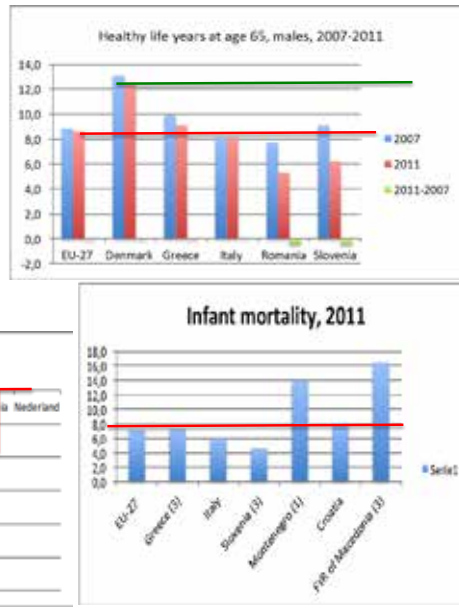 Healthy life years at age 65, males, 2007-2011
14,0
12,0
10,0
8,0
6,0
4,0
2,0
0,0
-2,0
EU-27 Denmark Greece Italy Romania Slovenia
2007
2011
2011-2007
Nederland
Infant mortality, 2011
18,0
16,0
14,0
12,0
10,0
8,0
6,0
4,0
2,0
0,0
EU-27
Greece (3)
Italy
Slovenia (3)
Montenegro (1)
Croatia
FYR of Macedonia (3)
Serie1